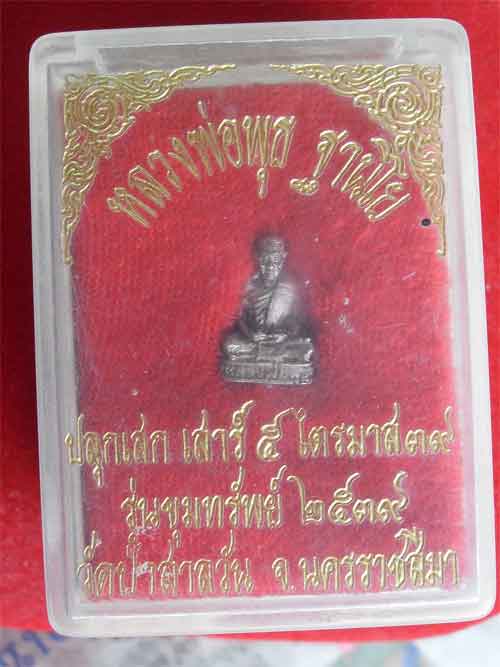 หลวงพ่อพุธ ฐานิโย
ปลุกเสก เสาร์ ๕ ไตรมาส๓๙
รุ่นขุมทรัพย์ ๒๕๓๙
วัดป่าสาลวัน จ.นครราชสีมา